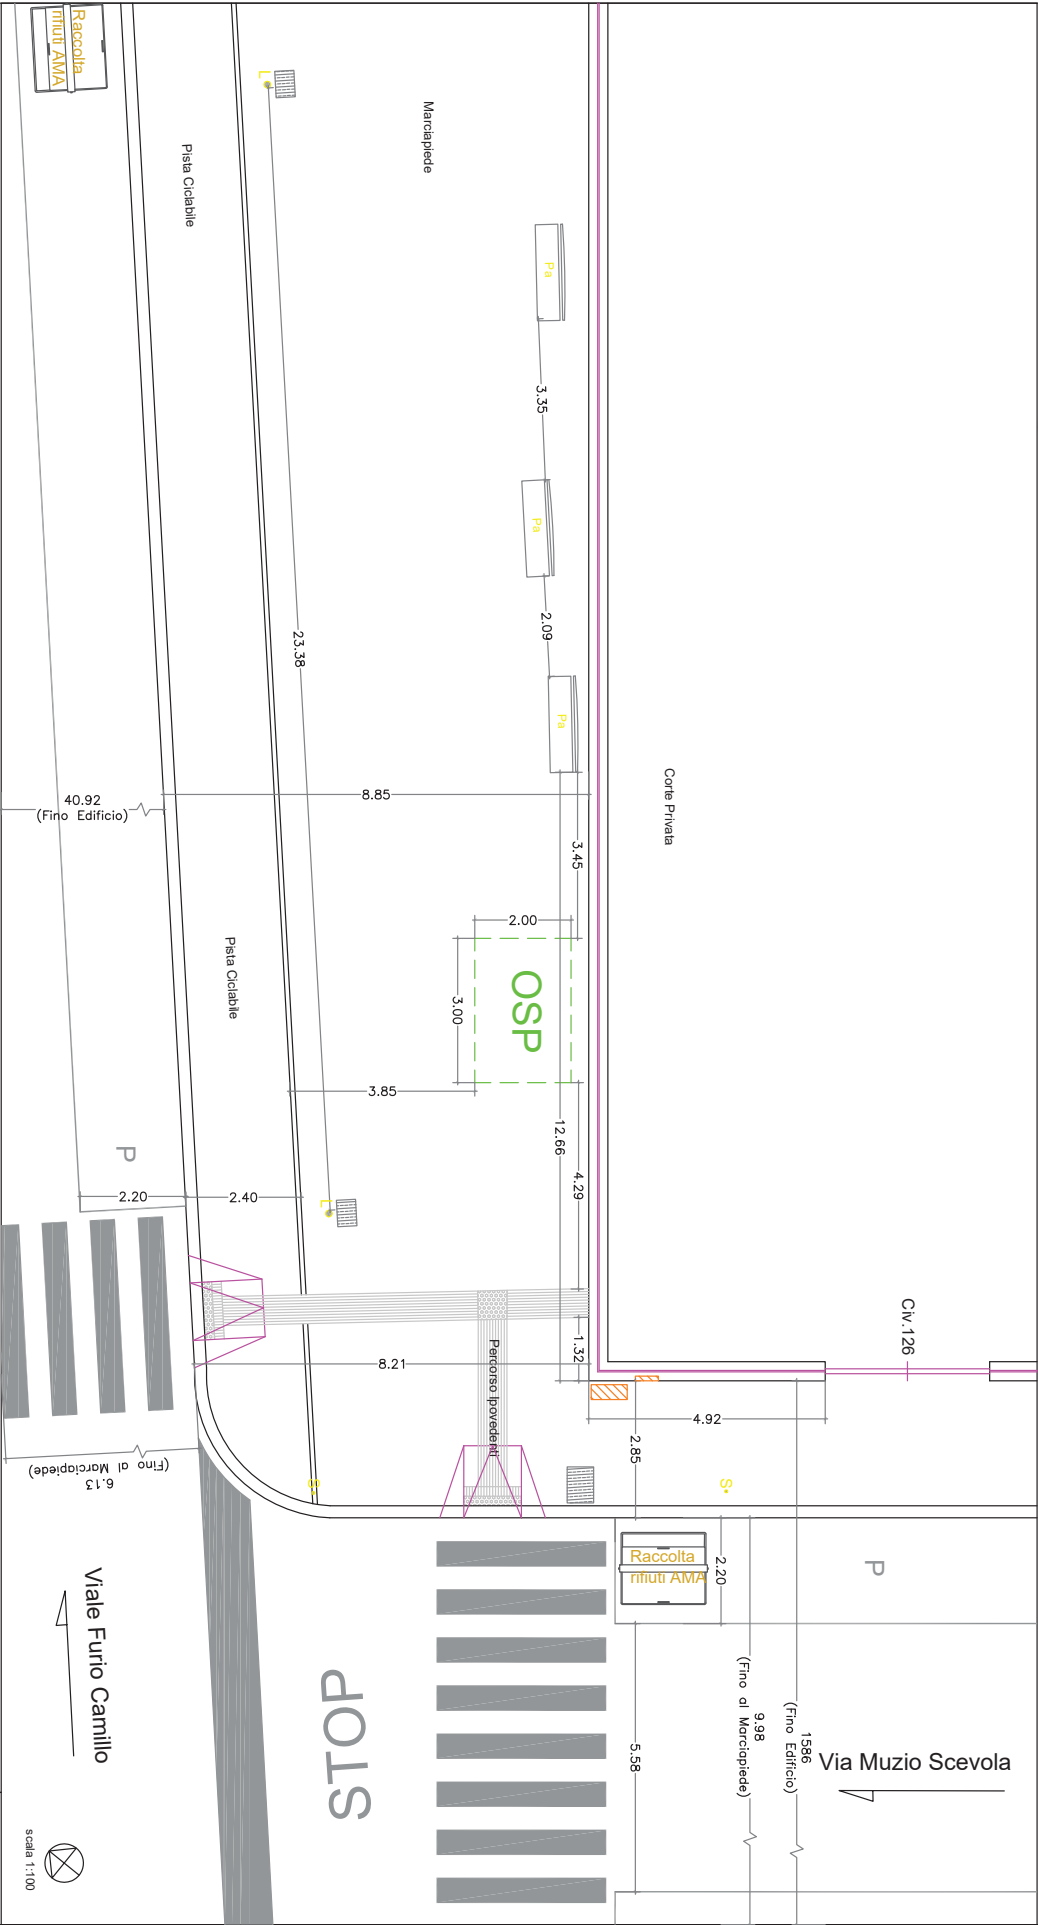 Raccolta
rifiuti AMA
Pista Ciclabile
L
Marciapiede
Pa
3.35
Pa
2.09
Pa
23.38
Corte Privata
40.92
(Fino Edificio)
8.85
3.45
2.00
OSP
3.00
Pista Ciclabile
3.85
12.66
4.29
P
2.20
2.40
L
Civ.126
8.21
1.32
Percorso Ipovedenti
4.92
2.85
6.13
(Fino al Marciapiede)
S
S
Raccolta
rifiuti AMA
2.20
P
Viale Furio Camillo
STOP
5.58
9.98
(Fino al Marciapiede)
1586
(Fino Edificio)
Via Muzio Scevola
scala 1:100